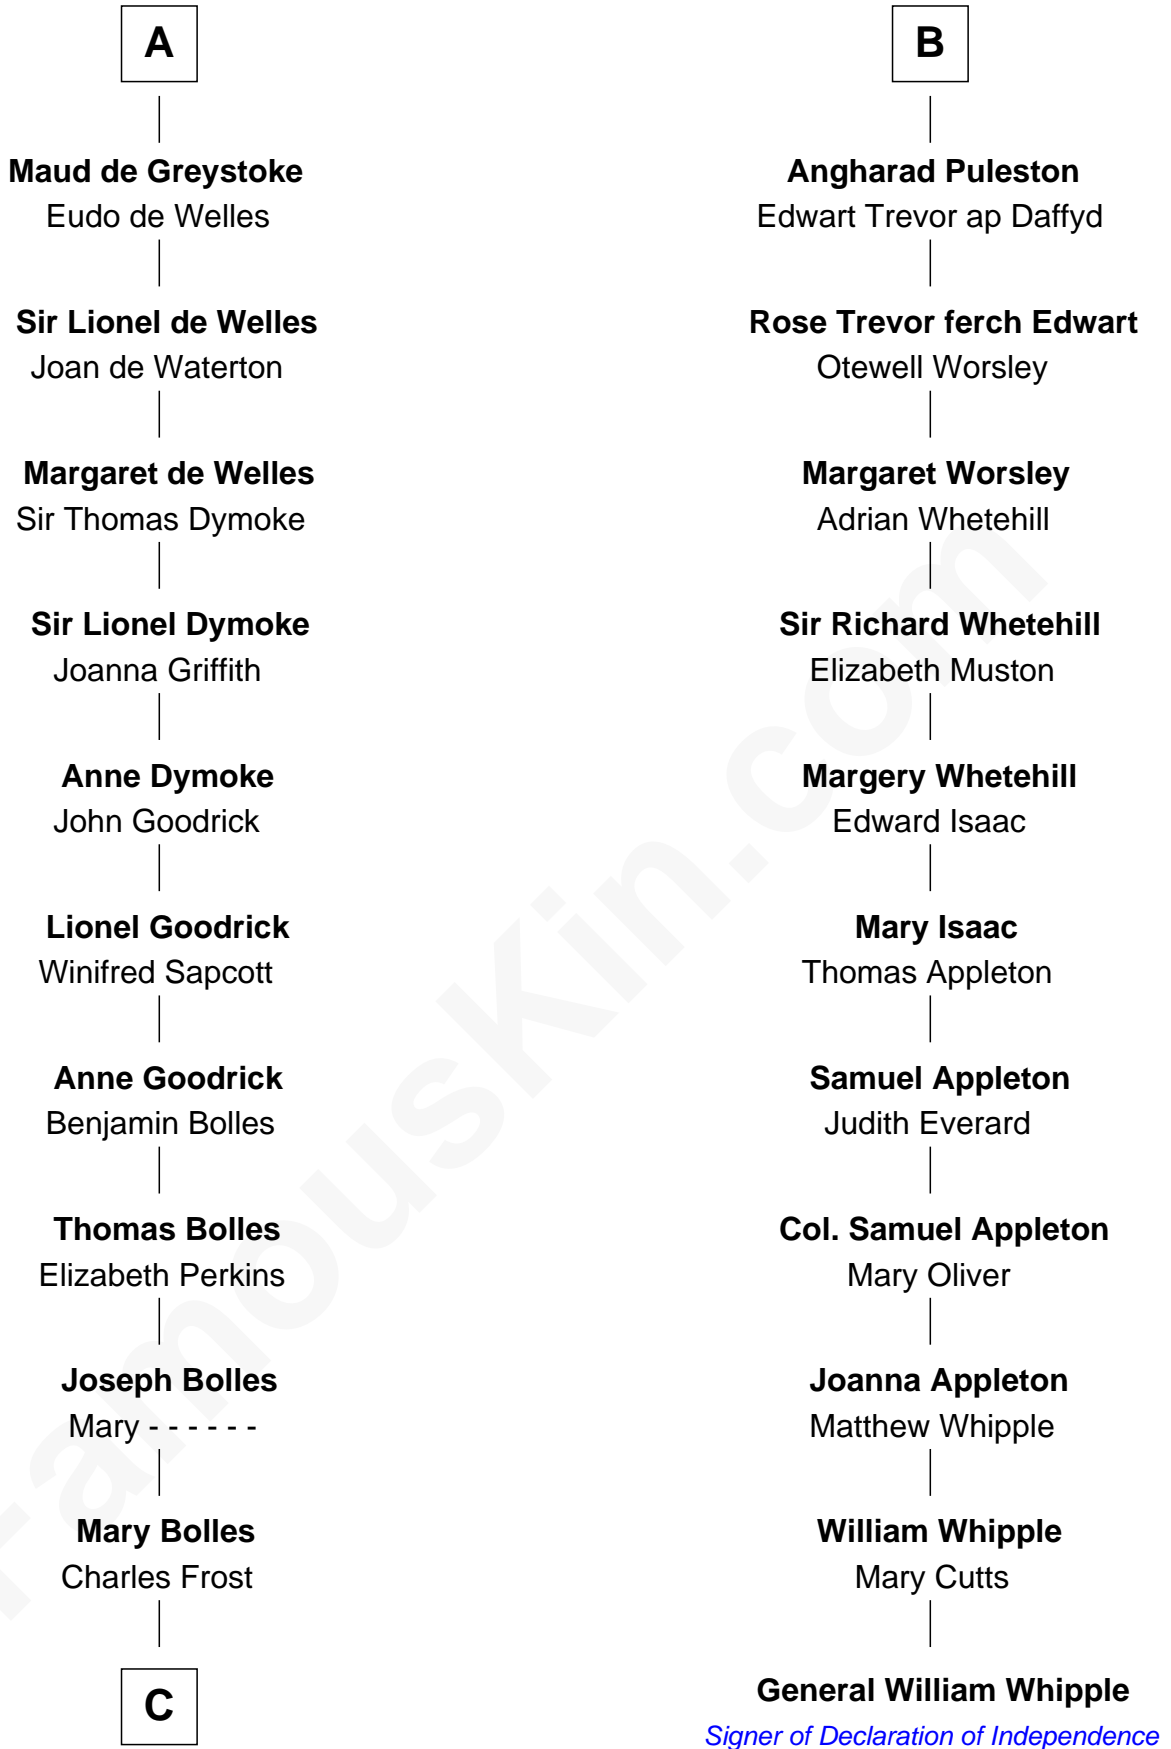 A
Maud de Greystoke
Eudo de Welles
Sir Lionel de Welles
Joan de Waterton
Margaret de Welles
Sir Thomas Dymoke
Sir Lionel Dymoke
Joanna Griffith
Anne Dymoke
John Goodrick
Lionel Goodrick
Winifred Sapcott
Anne Goodrick
Benjamin Bolles
Thomas Bolles
Elizabeth Perkins
Joseph Bolles
Mary - - - - - -
Mary Bolles
Charles Frost
C
B
Angharad Puleston
Edwart Trevor ap Daffyd
Rose Trevor ferch Edwart
Otewell Worsley
Margaret Worsley
Adrian Whetehill
Sir Richard Whetehill
Elizabeth Muston
Margery Whetehill
Edward Isaac
Mary Isaac
Thomas Appleton
Samuel Appleton
Judith Everard
Col. Samuel Appleton
Mary Oliver
Joanna Appleton
Matthew Whipple
William Whipple
Mary Cutts
General William Whipple
Signer of Declaration of Independence
FamousKin.com